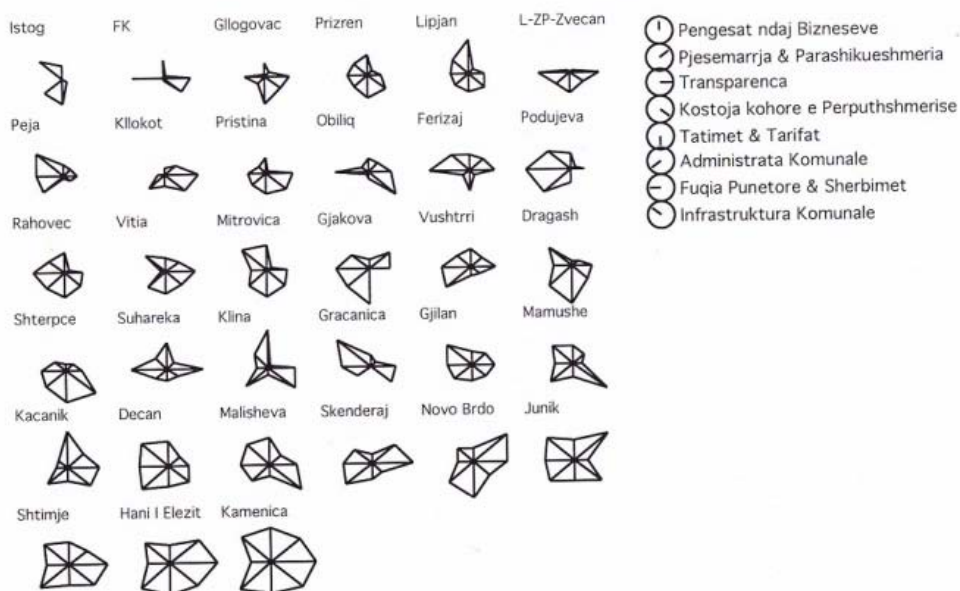 Istog FK Gllogovac Prizren Lipjan L-ZP-Zvecan
Peja Kllokot Pristina Obiliq Ferizaj Podujeva
Rahovec Vitia Mitrovica Gjakova Vushtrri Dragash
Shterpce Suhareka Klina Gracanica Gjilan Mamushe
Kacanik Decan Malisheva Skenderaj Novo Brdo Junik
Shtimje Hani I Elezit Kamenica
Pengesat ndaj Bizneseve
Pjesemarrja & Parashikueshmeria
Transparenca
Kostoja kohore e Perputhshmerise
Tatimet & Tarifat
Administrata Komunale
Fuqia Punetore & Sherbimet
Infrastruktura Komunale